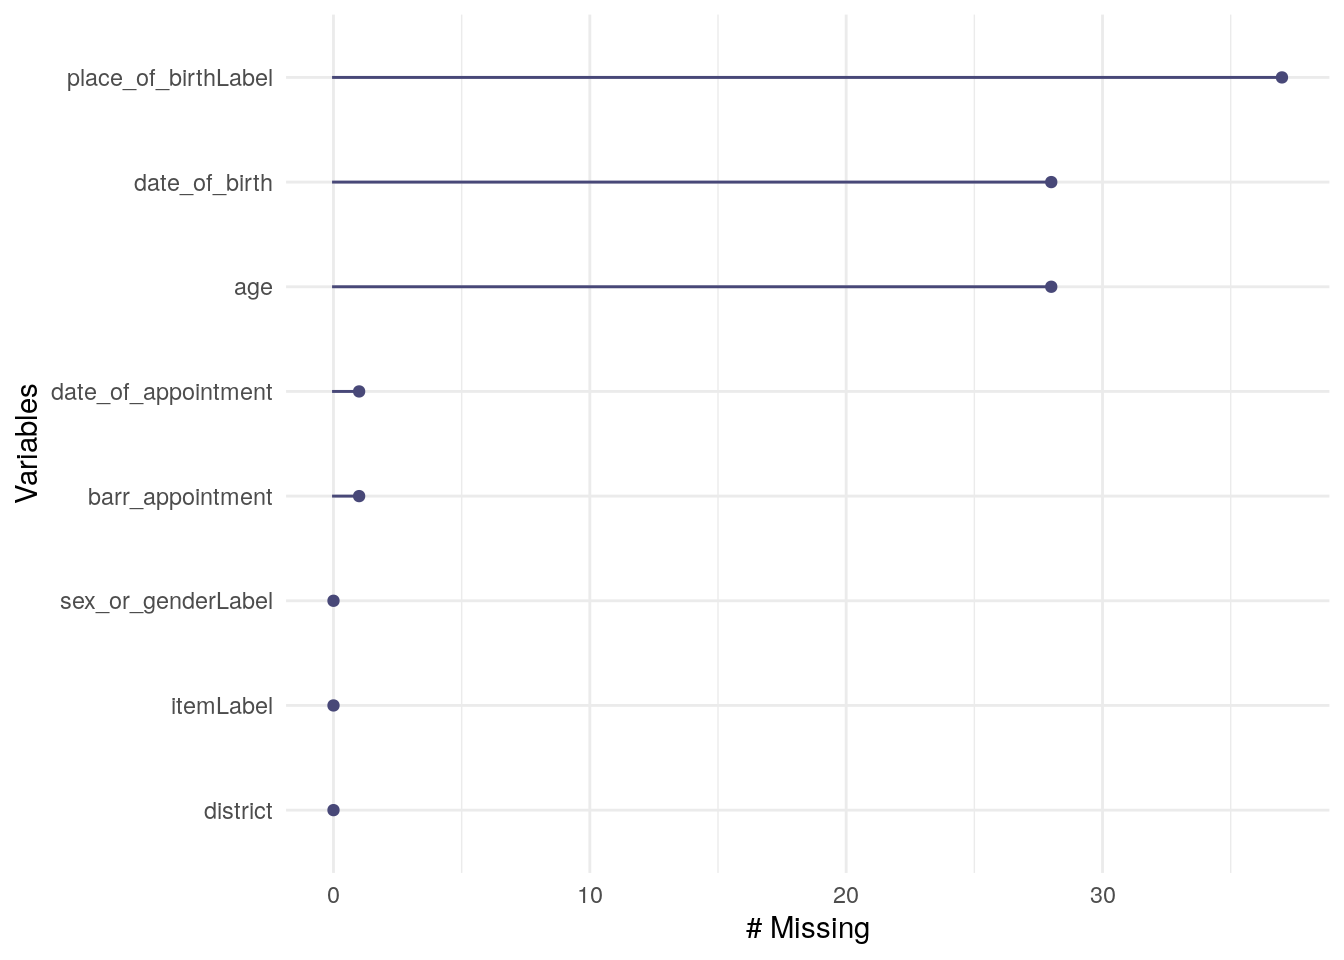 place_of_birthLabel
date_of_birth
age
date_of_appointment
barr_appointment
sex_or_genderLabel
itemLabel
district
Variables
0 10 20 30
# Missing